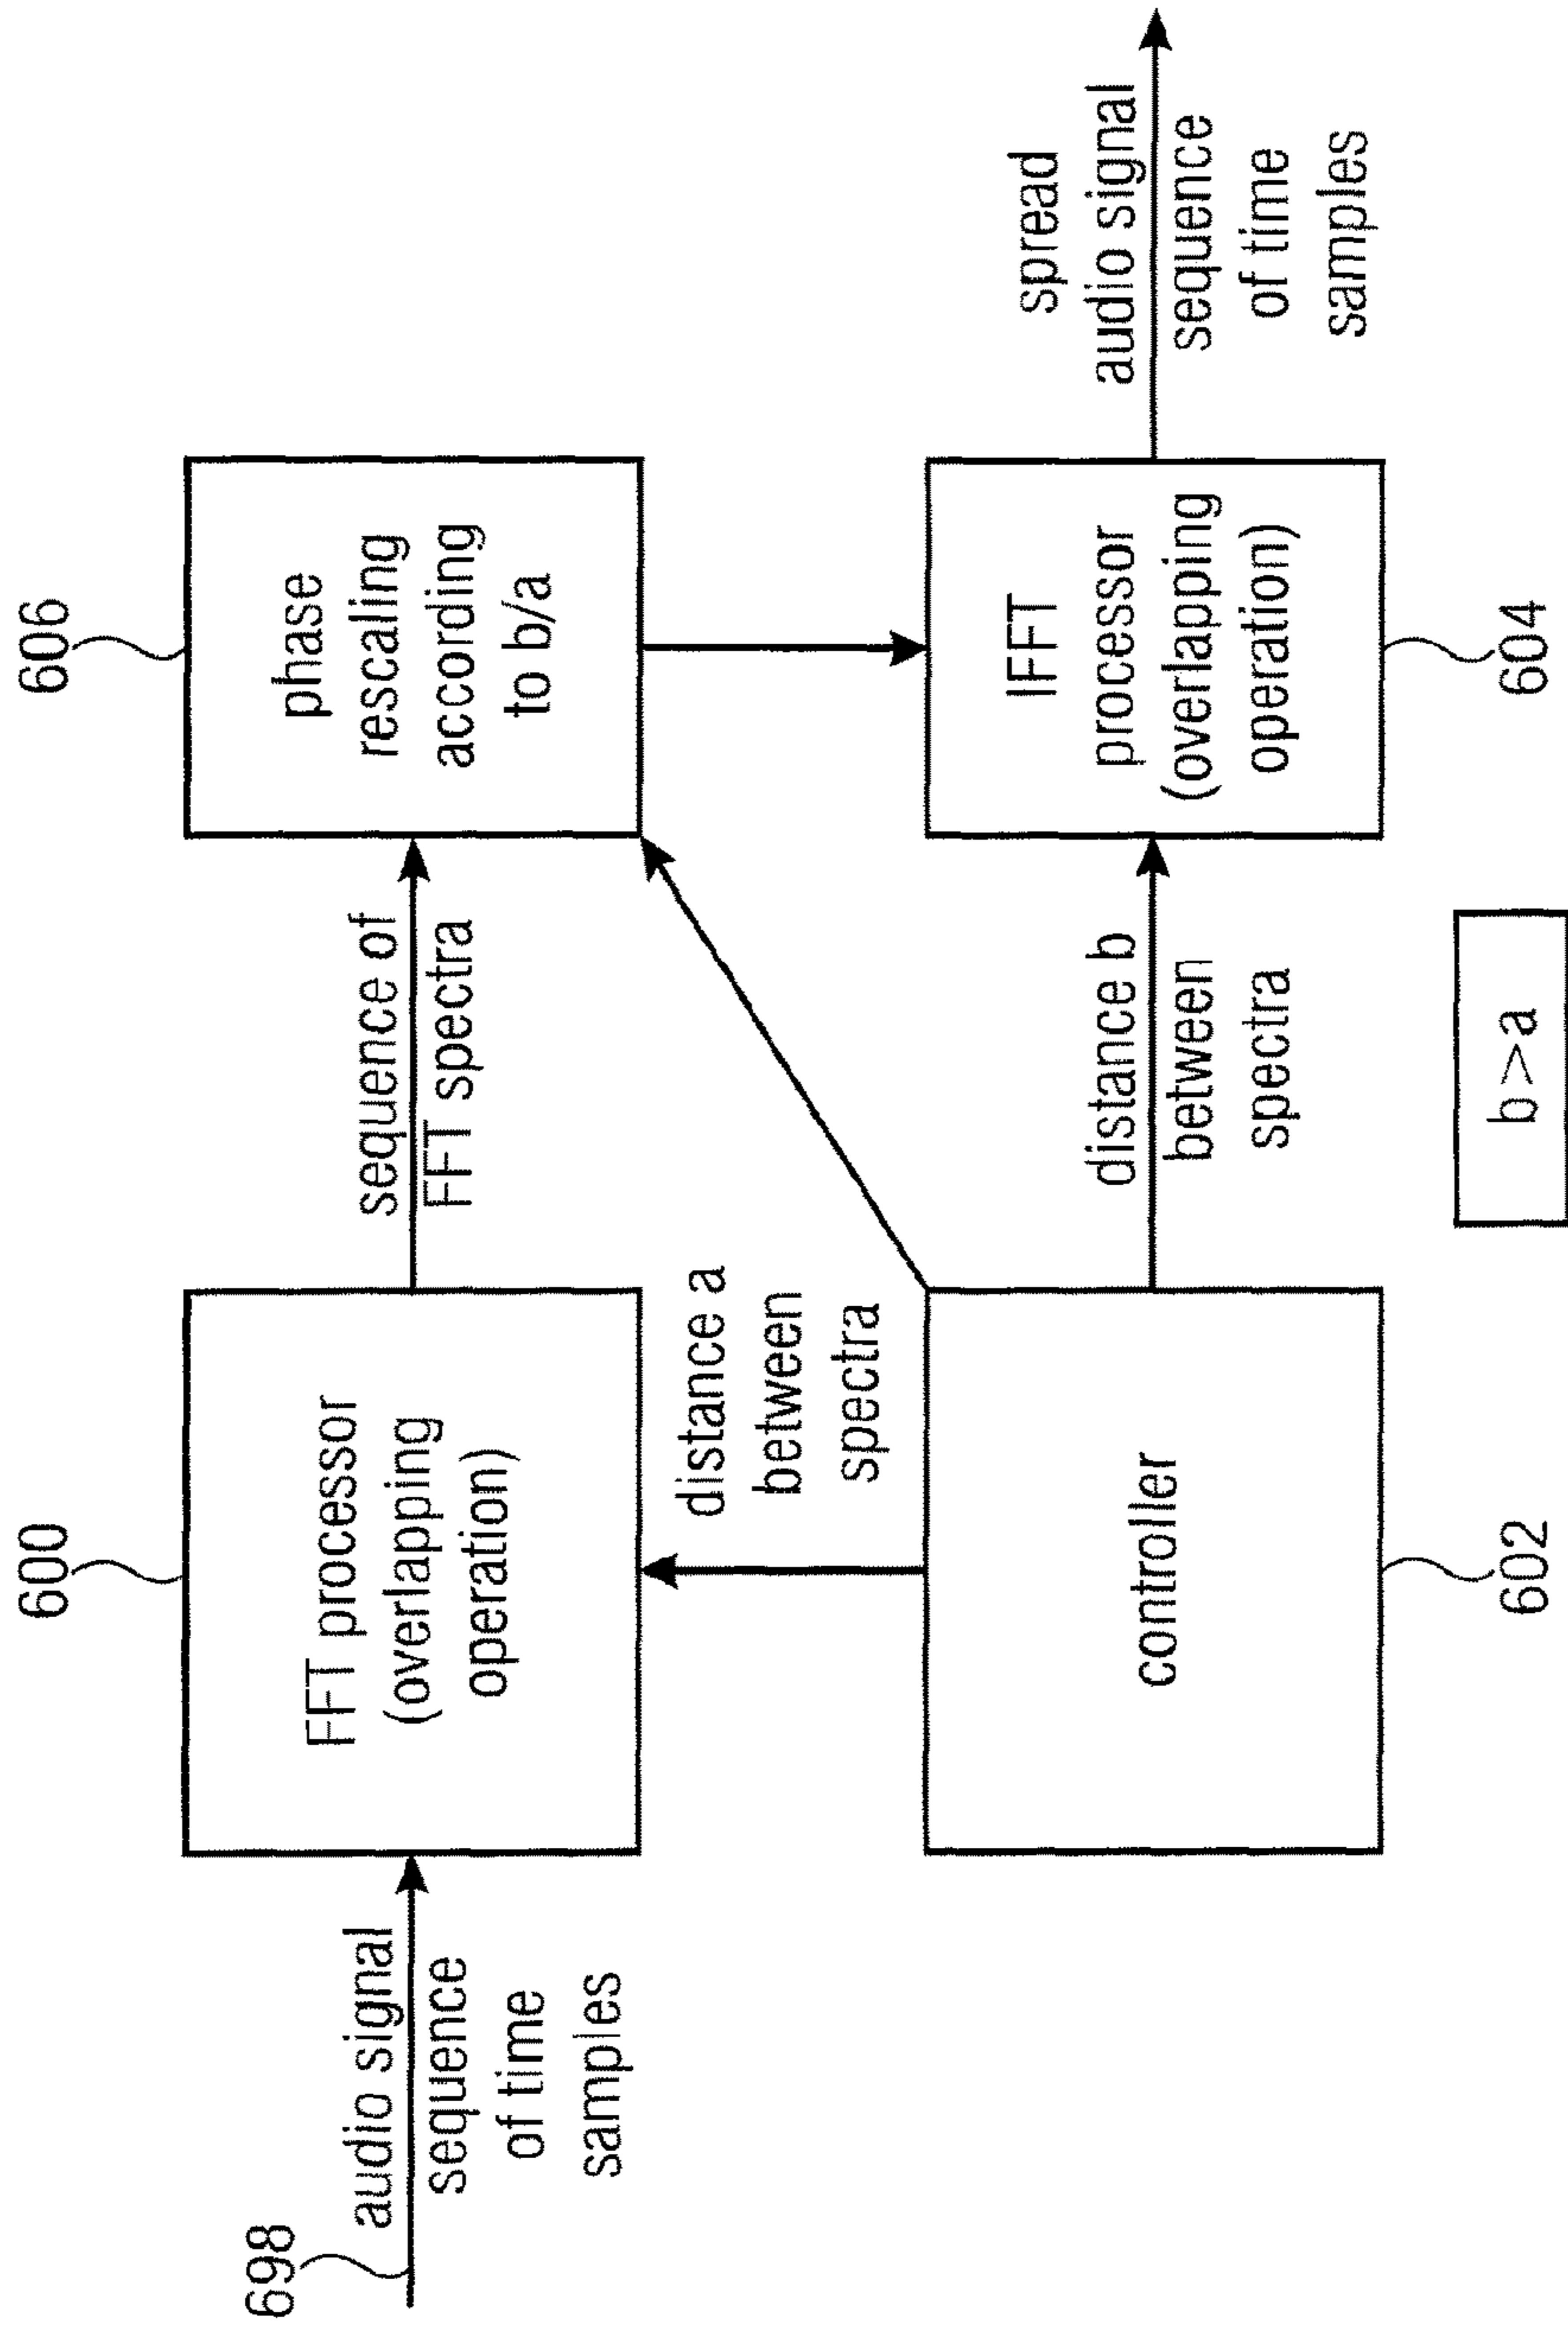 600
606
698
audio signal
sequence
of time
samples
FFT processor
(overlapping
operation)
sequence of
FFT spectra
phase
rescaling
according
to b/a
distance a
between
spectra
controller
distance b
between
spectra
IFFT
processor
(overlapping
operation)
spread
audio signal
sequence
of time
samples
602
604
b>a